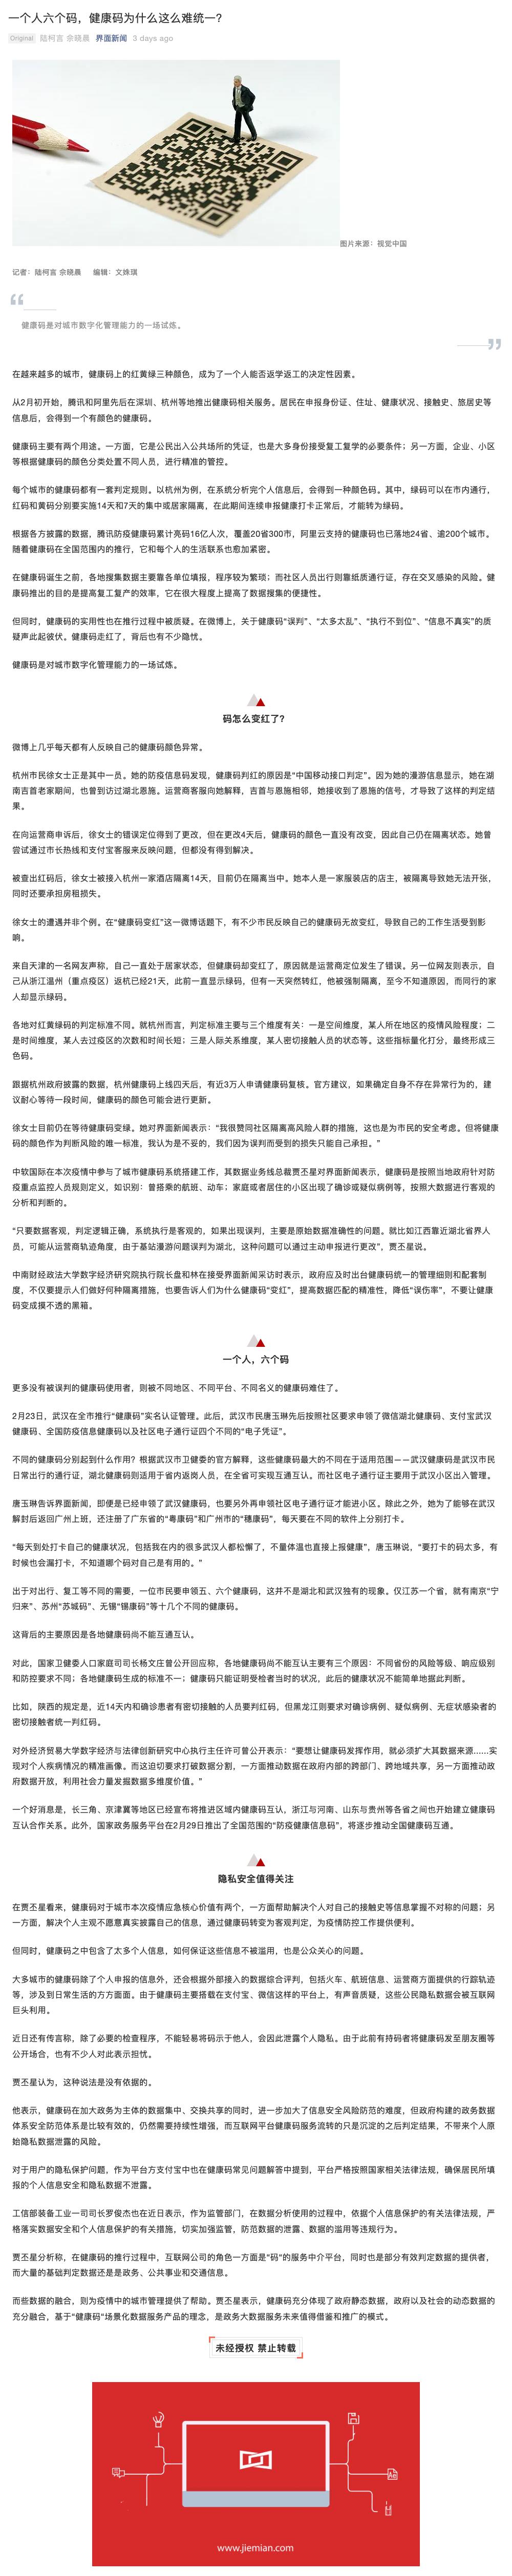 一个人六个码，健康码为什么这么难统一？
Original 陆柯言 佘晓晨 界面新闻 3 days ago
图片来源：视觉中国
记者：陆柯言 佘晓晨 编辑：文姝琪
健康码是对城市数字化管理能力的一场试炼。
在越来越多的城市，健康码上的红黄绿三种颜色，成为了一个人能否返学返工的决定性因素。
从2月初开始，腾讯和阿里先后在深圳、杭州等地推出健康码相关服务。居民在申报身份证、住址、健康状况、接触史、旅居史等
信息后，会得到一个有颜色的健康码。
健康码主要有两个用途。一方面，它是公民出入公共场所的凭证，也是大多身份接受复工复学的必要条件；另一方面，企业、小区
等根据健康码的颜色分类处置不同人员，进行精准的管控。
每个城市的健康码都有一套判定规则。以杭州为例，在系统分析完个人信息后，会得到一种颜色码。其中，绿码可以在市内通行，
红码和黄码分别要实施14天和7天的集中或居家隔离，在此期间连续申报健康打卡正常后，才能转为绿码。
根据各方披露的数据，腾讯防疫健康码累计亮码16亿人次，覆盖20省300市，阿里云支持的健康码也已落地24省、逾200个城市。
随着健康码在全国范围内的推行，它和每个人的生活联系也愈加紧密。
在健康码诞生之前，各地搜集数据主要靠各单位填报，程序较为繁琐；而社区人员出行则靠纸质通行证，存在交叉感染的风险。健
康码推出的目的是提高复工复产的效率，它在很大程度上提高了数据搜集的便捷性。
但同时，健康码的实用性也在推行过程中被质疑。在微博上，关于健康码“误判”、“太多太乱”、“执行不到位”、“信息不真实”的质
疑声此起彼伏。健康码走红了，背后也有不少隐忧。
健康码是对城市数字化管理能力的一场试炼。
码怎么变红了?
微博上几乎每天都有人反映自己的健康码颜色异常。
杭州市民徐女士正是其中一员。她的防疫信息码发现，健康码判红的原因是“中国移动接口判定”。因为她的漫游信息显示，她在湖
南吉首老家期间，也曾到访过湖北恩施。运营商客服向她解释，吉首与恩施相邻，她接收到了恩施的信号，才导致了这样的判定结
果。
在向运营商申诉后，徐女士的错误定位得到了更改，但在更改4天后，健康码的颜色一直没有改变，因此自己仍在隔离状态。她曾
尝试通过市长热线和支付宝客服来反映问题，但都没有得到解决。
被查出红码后，徐女士被接入杭州一家酒店隔离14天，目前仍在隔离当中。她本人是一家服装店的店主，被隔离导致她无法开张，
同时还要承担房租损失。
徐女士的遭遇并非个例。在“健康码变红”这一微博话题下，有不少市民反映自己的健康码无故变红，导致自己的工作生活受到影
响。
来自天津的一名网友声称，自己一直处于居家状态，但健康码却变红了，原因就是运营商定位发生了错误。另一位网友则表示，自
己从浙江温州（重点疫区）返杭已经21天，此前一直显示绿码，但有一天突然转红，他被强制隔离，至今不知道原因，而同行的家
人却显示绿码。
各地对红黄绿码的判定标准不同。就杭州而言，判定标准主要与三个维度有关：一是空间维度，某人所在地区的疫情风险程度；二
是时间维度，某人去过疫区的次数和时间长短；三是人际关系维度，某人密切接触人员的状态等。这些指标量化打分，最终形成三
色码。
跟据杭州政府披露的数据，杭州健康码上线四天后，有近3万人申请健康码复核。官方建议，如果确定自身不存在异常行为的，建
议耐心等待一段时间，健康码的颜色可能会进行更新。
徐女士目前仍在等待健康码变绿。她对界面新闻表示：“我很赞同社区隔离高风险人群的措施，这也是为市民的安全考虑。但将健康
码的颜色作为判断风险的唯一标准，我认为是不妥的，我们因为误判而受到的损失只能自己承担。”
中软国际在本次疫情中参与了城市健康码系统搭建工作，其数据业务线总裁贾丕星对界面新闻表示，健康码是按照当地政府针对防
疫重点监控人员规则定义，如识别：曾搭乘的航班、动车；家庭或者居住的小区出现了确诊或疑似病例等，按照大数据进行客观的
分析和判断的。
“只要数据客观，判定逻辑正确，系统执行是客观的，如果出现误判，主要是原始数据准确性的问题。就比如江西靠近湖北省界人
员，可能从运营商轨迹角度，由于基站漫游问题误判为湖北，这种问题可以通过主动申报进行更改”，贾丕星说。
中南财经政法大学数字经济研究院执行院长盘和林在接受界面新闻采访时表示，政府应及时出台健康码统一的管理细则和配套制
度，不仅要提示人们做好何种隔离措施，也要告诉人们为什么健康码“变红”，提高数据匹配的精准性，降低“误伤率”，不要让健康
码变成摸不透的黑箱。
一个人，六个码
更多没有被误判的健康码使用者，则被不同地区、不同平台、不同名义的健康码难住了。
2月23日，武汉在全市推行“健康码”实名认证管理。此后，武汉市民唐玉琳先后按照社区要求申领了微信湖北健康码、支付宝武汉
健康码、全国防疫信息健康码以及社区电子通行证四个不同的“电子凭证”。
不同的健康码分别起到什么作用？根据武汉市卫健委的官方解释，这些健康码最大的不同在于适用范围——武汉健康码是武汉市民
日常出行的通行证，湖北健康码则适用于省内返岗人员，在全省可实现互通互认。而社区电子通行证主要用于武汉小区出入管理。
唐玉琳告诉界面新闻，即便是已经申领了武汉健康码，也要另外再申领社区电子通行证才能进小区。除此之外，她为了能够在武汉
解封后返回广州上班，还注册了广东省的“粤康码”和广州市的“穗康码”，每天要在不同的软件上分别打卡。
“每天到处打卡自己的健康状况，包括我在内的很多武汉人都松懈了，不量体温也直接上报健康”，唐玉琳说，“要打卡的码太多，有
时候也会漏打卡，不知道哪个码对自己是有用的。”
出于对出行、复工等不同的需要，一位市民要申领五、六个健康码，这并不是湖北和武汉独有的现象。仅江苏一个省，就有南京“宁
归来”、苏州“苏城码”、无锡“锡康码”等十几个不同的健康码。
这背后的主要原因是各地健康码尚不能互通互认。
对此，国家卫健委人口家庭司司长杨文庄曾公开回应称，各地健康码尚不能互认主要有三个原因：不同省份的风险等级、响应级别
和防控要求不同；各地健康码生成的标准不一；健康码只能证明受检者当时的状况，此后的健康状况不能简单地据此判断。
比如，陕西的规定是，近14天内和确诊患者有密切接触的人员要判红码，但黑龙江则要求对确诊病例、疑似病例、无症状感染者的
密切接触者统一判红码。
对外经济贸易大学数字经济与法律创新研究中心执行主任许可曾公开表示：“要想让健康码发挥作用，就必须扩大其数据来源……实
现对个人疾病情况的精准画像。而这迫切要求打破数据分割，一方面推动数据在政府内部的跨部门、跨地域共享，另一方面推动政
府数据开放，利用社会力量发掘数据多维度价值。”
一个好消息是，长三角、京津冀等地区已经宣布将推进区域内健康码互认，浙江与河南、山东与贵州等各省之间也开始建立健康码
互认合作关系。此外，国家政务服务平台在2月29日推出了全国范围的“防疫健康信息码”，将逐步推动全国健康码互通。
隐私安全值得关注
在贾丕星看来，健康码对于城市本次疫情应急核心价值有两个，一方面帮助解决个人对自己的接触史等信息掌握不对称的问题；另
一方面，解决个人主观不愿意真实披露自己的信息，通过健康码转变为客观判定，为疫情防控工作提供便利。
但同时，健康码之中包含了太多个人信息，如何保证这些信息不被滥用，也是公众关心的问题。
大多城市的健康码除了个人申报的信息外，还会根据外部接入的数据综合评判，包括火车、航班信息、运营商方面提供的行踪轨迹
等，涉及到日常生活的方方面面。由于健康码主要搭载在支付宝、微信这样的平台上，有声音质疑，这些公民隐私数据会被互联网
巨头利用。
近日还有传言称，除了必要的检查程序，不能轻易将码示于他人，会因此泄露个人隐私。由于此前有持码者将健康码发至朋友圈等
公开场合，也有不少人对此表示担忧。
贾丕星认为，这种说法是没有依据的。
他表示，健康码在加大政务为主体的数据集中、交换共享的同时，进一步加大了信息安全风险防范的难度，但政府构建的政务数据
体系安全防范体系是比较有效的，仍然需要持续性增强，而互联网平台健康码服务流转的只是沉淀的之后判定结果，不带来个人原
始隐私数据泄露的风险。
对于用户的隐私保护问题，作为平台方支付宝中也在健康码常见问题解答中提到，平台严格按照国家相关法律法规，确保居民所填
报的个人信息安全和隐私数据不泄露。
工信部装备工业一司司长罗俊杰也在近日表示，作为监管部门，在数据分析使用的过程中，依据个人信息保护的有关法律法规，严
格落实数据安全和个人信息保护的有关措施，切实加强监管，防范数据的泄露、数据的滥用等违规行为。
贾丕星分析称，在健康码的推行过程中，互联网公司的角色一方面是“码”的服务中介平台，同时也是部分有效判定数据的提供者，
而大量的基础判定数据还是是政务、公共事业和交通信息。
而些数据的融合，则为疫情中的城市管理提供了帮助。贾丕星表示，健康码充分体现了政府静态数据，政府以及社会的动态数据的
充分融合，基于“健康码”场景化数据服务产品的理念，是政务大数据服务未来值得借鉴和推广的模式。
未经授权 禁止转载
www.jiemian.com